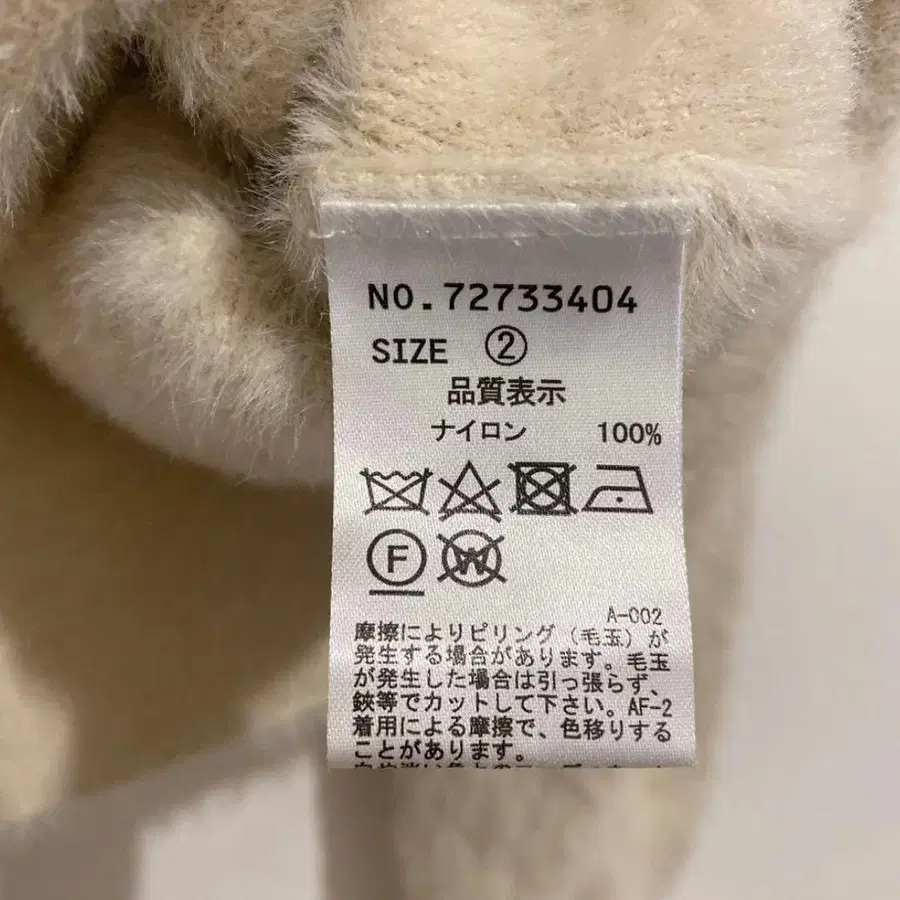 NO.72733404
SIZE ②
品質表示
ナイロン 100%
F W
A-002
摩擦によりピリング(毛玉)が
発生する場合があります。毛玉
が発生した場合は引っ張らず、
鋏等でカットして下さい。AF-2
着用による摩擦で、色移りする
ことがあります。